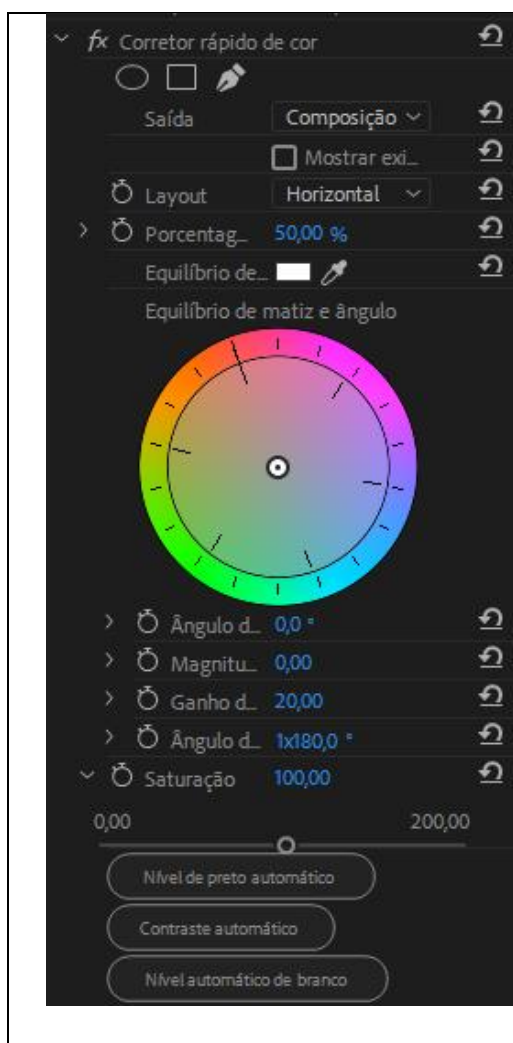 fx Corretor rápido de cor
Saída Composição
Mostrar exi...
Layout Horizontal
Porcentag... 50,00 %
Equilíbrio de...
Equilíbrio de matiz e ângulo
Ângulo d... 0,0 °
Magnitu... 0,00
Ganho d... 20,00
Ângulo d... 1x180,0 °
Saturação 100,00
0,00 200,00
Nível de preto automático
Contraste automático
Nível automático de branco